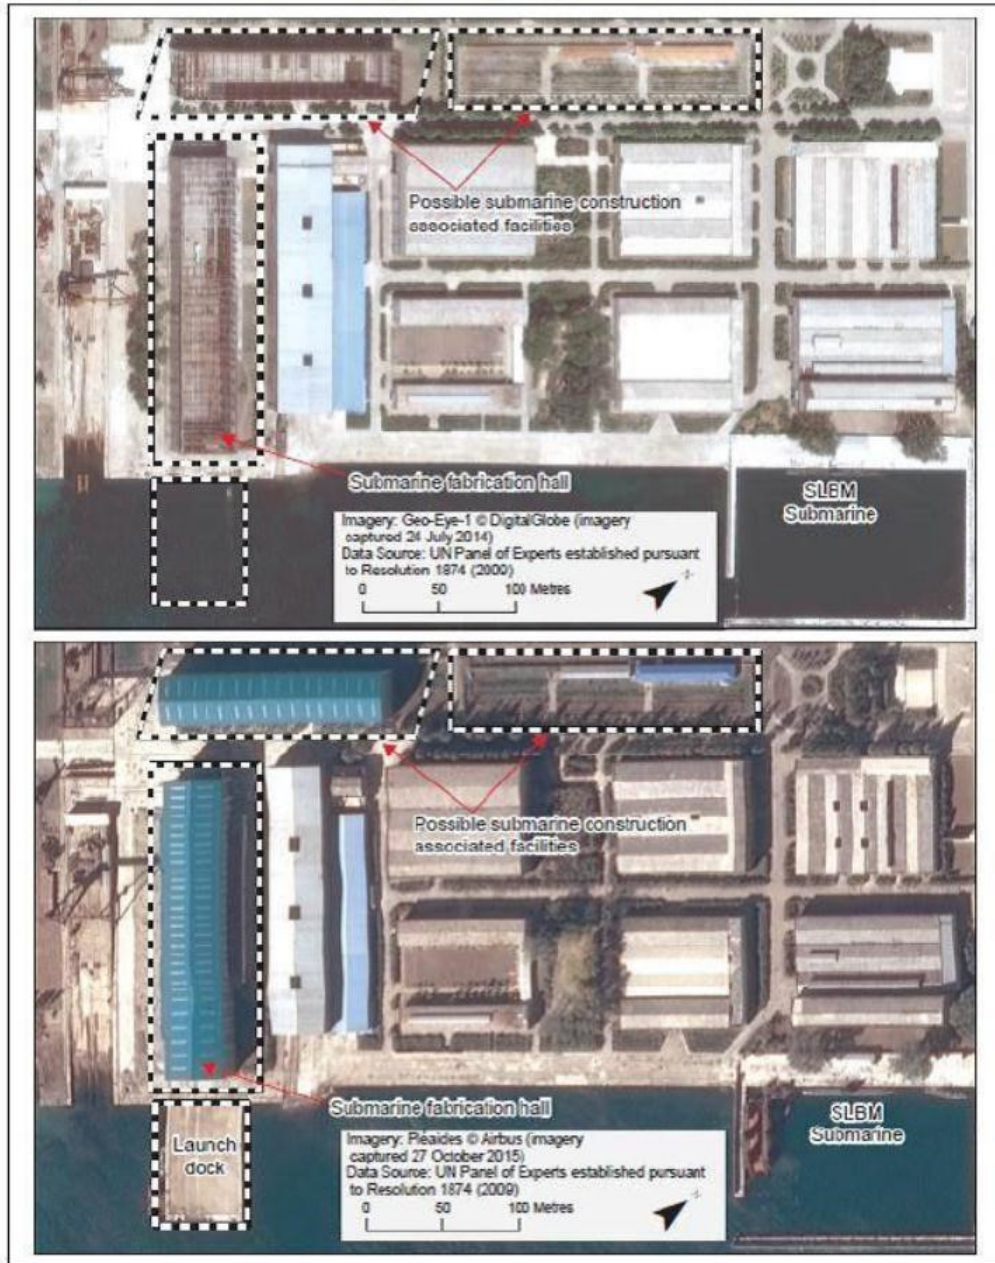 Possible submarine construction
associated facilities
Submarine fabrication hall
SLBM
Submarine
Imagery: Geo-Eye-1 © DigitalGlobe (imagery
captured 24 July 2014)
Data Source: UN Panel of Experts established pursuant
to Resolution 1874 (2009)
0 50 100 Metres
Possible submarine construction
associated facilities
Submarine fabrication hall
Launch
dock
SLBM
Submarine
Imagery: Pléaides © Airbus (imagery
captured 27 October 2015)
Data Source: UN Panel of Experts established pursuant
to Resolution 1874 (2009)
0 50 100 Metres